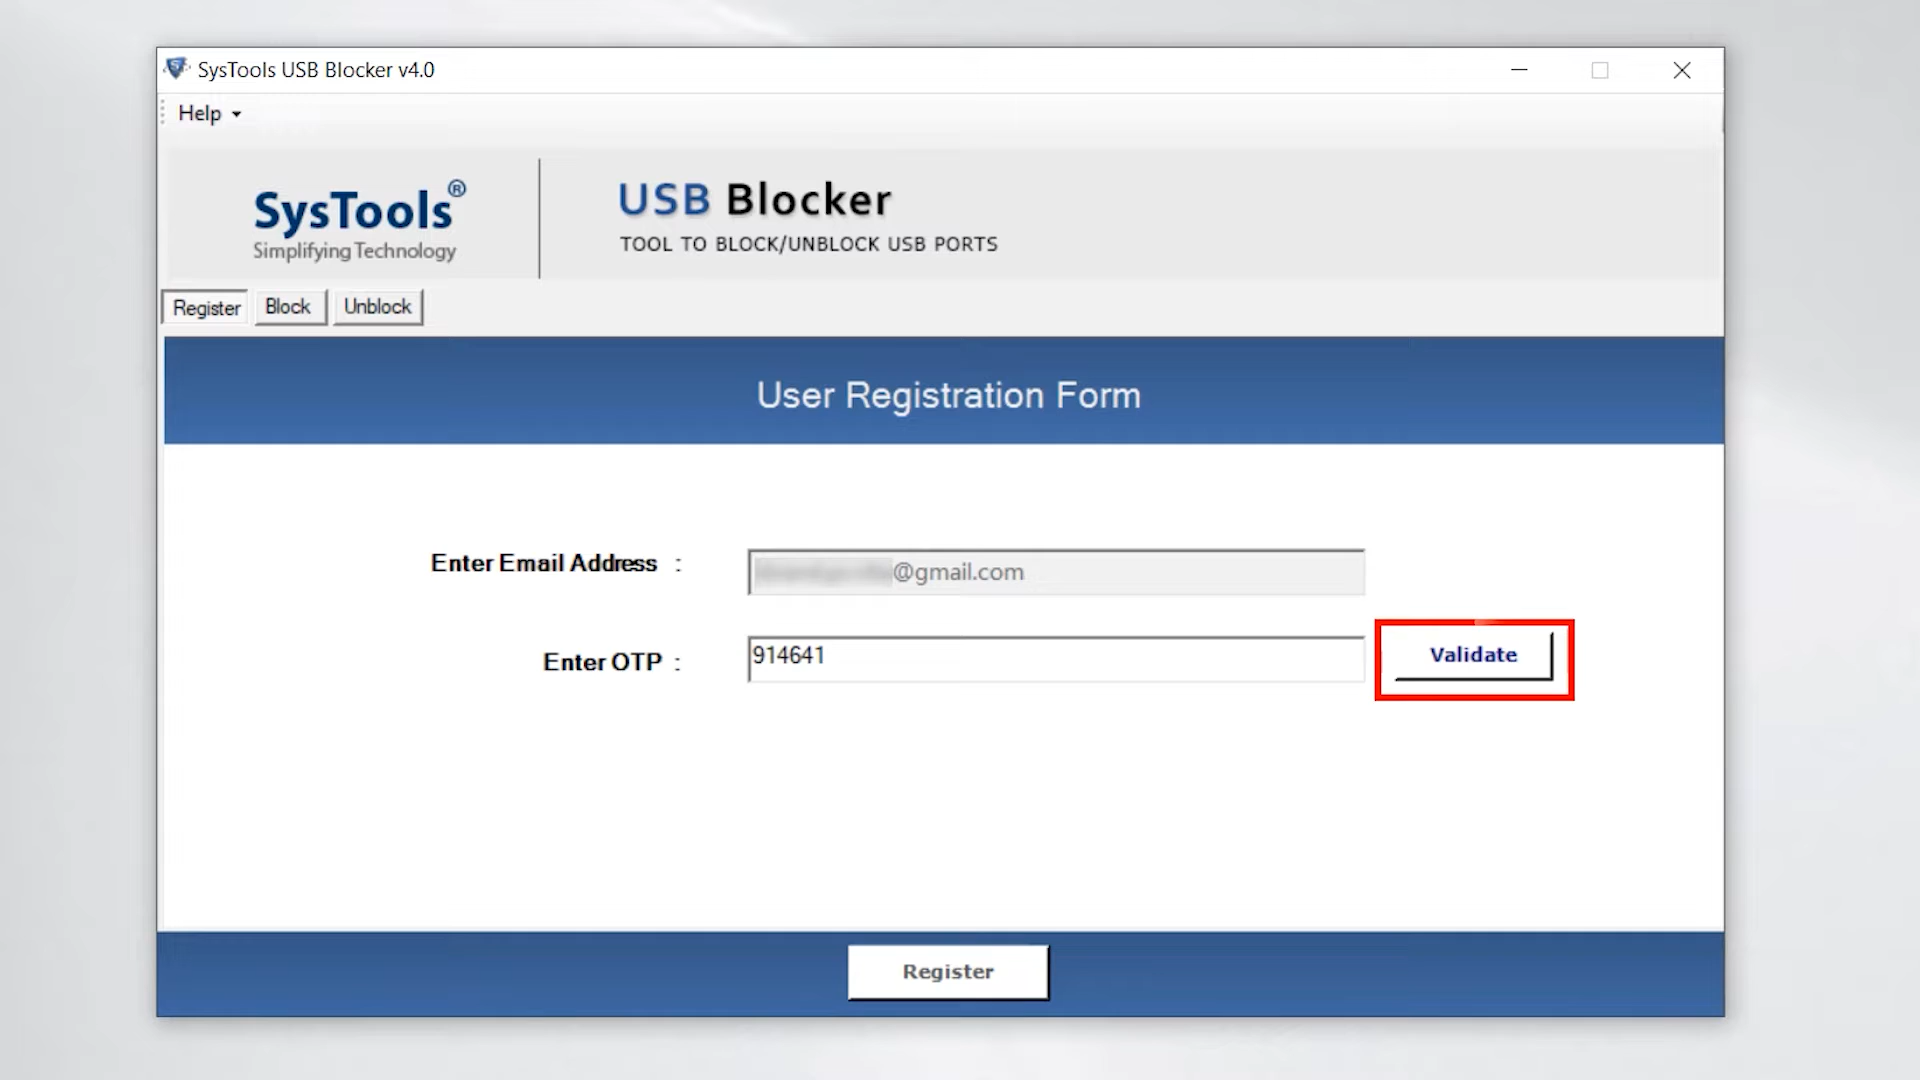 SysTools USB Blocker v4.0
Help
SysTools®
Simplifying Technology
USB Blocker
TOOL TO BLOCK/UNBLOCK USB PORTS
Register Block Unblock
User Registration Form
Enter Email Address : @gmail.com
Enter OTP : 914641 Validate
Register